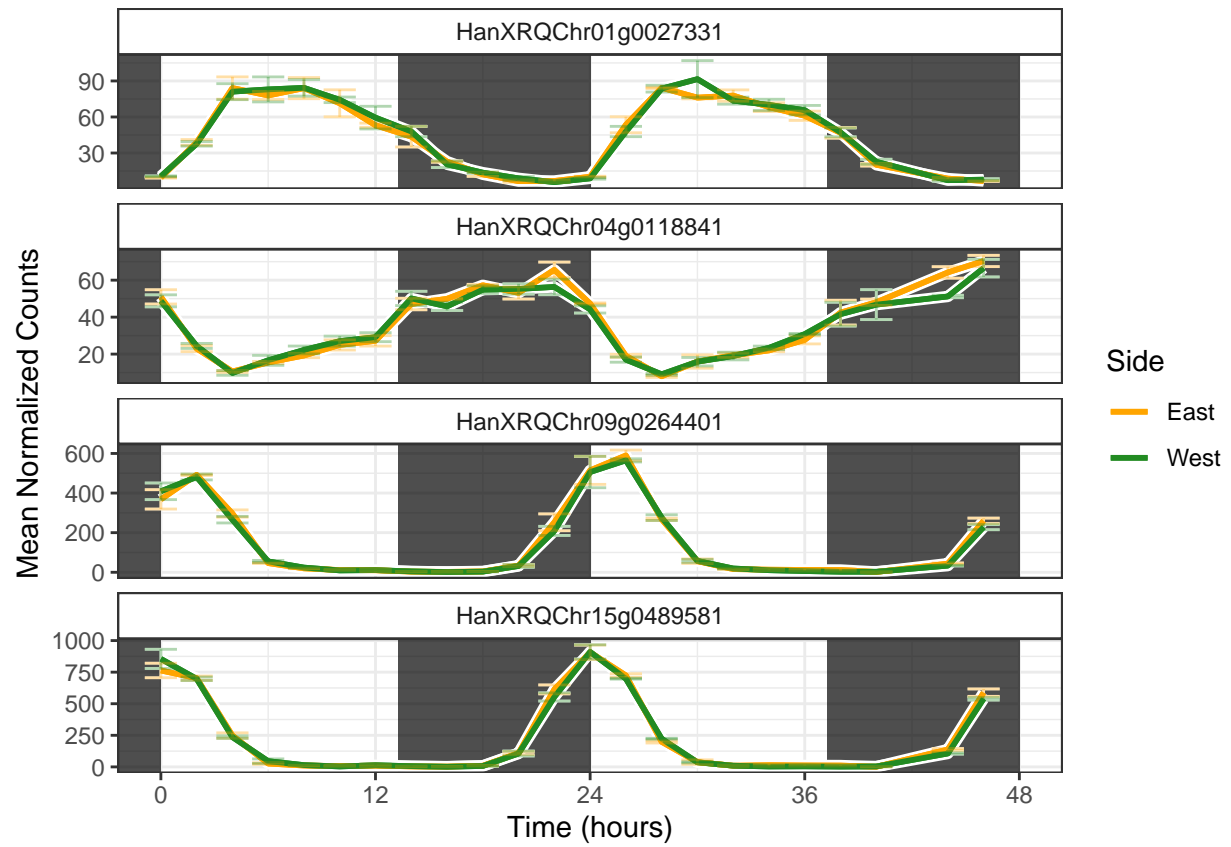 HanXRQChr01g0027331
90
60
30
HanXRQChr04g0118841
60
40
20
HanXRQChr09g0264401
600
400
200
0
HanXRQChr15g0489581
1000
750
500
250
0
0 12 24 36 48
Time (hours)
Mean Normalized Counts
Side
East
West